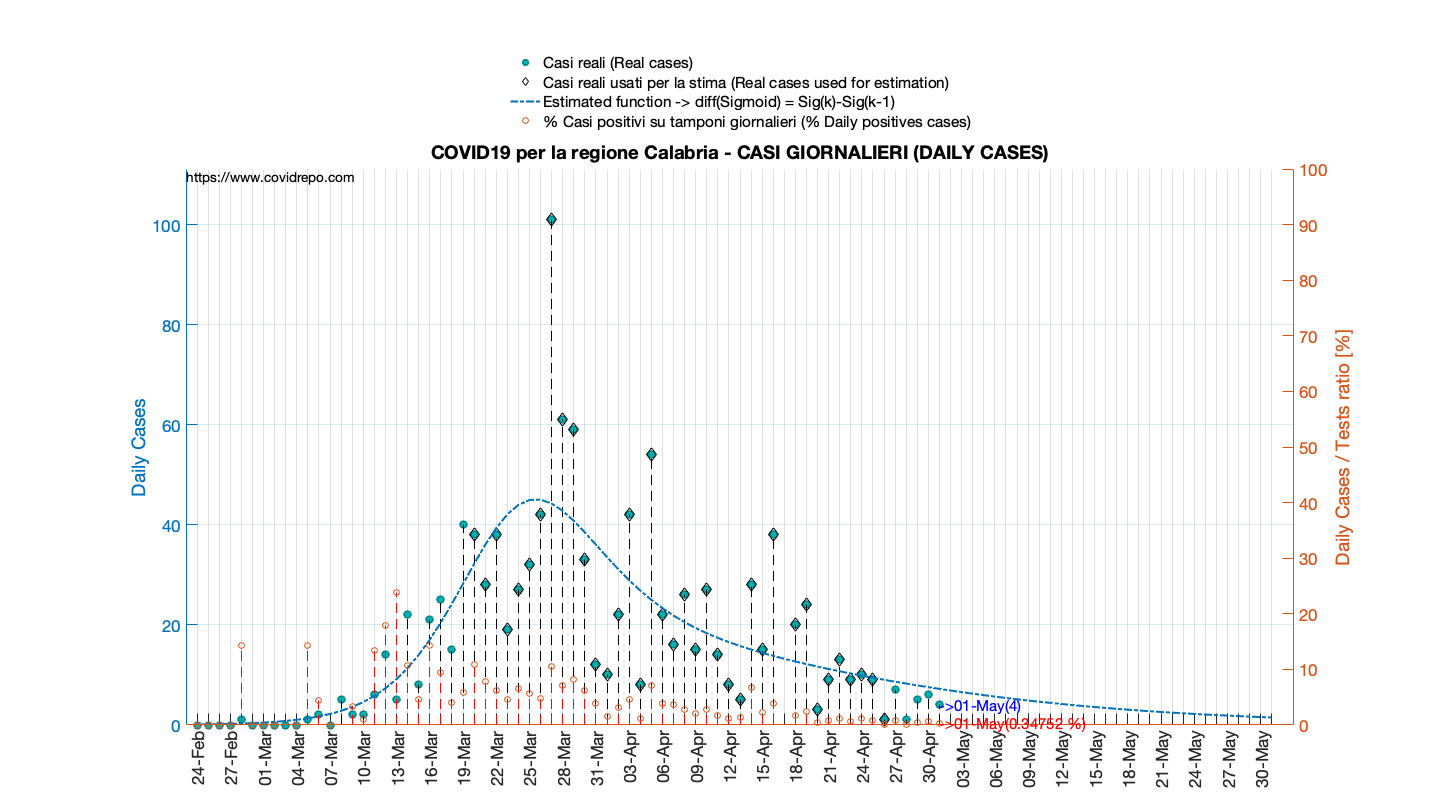 Casi reali (Real cases)
Casi reali usati per la stima (Real cases used for estimation)
Estimated function -> diff(Sigmoid) = Sig(k)-Sig(k-1)
% Casi positivi su tamponi giornalieri (% Daily positives cases)
COVID19 per la regione Calabria - CASI GIORNALIERI (DAILY CASES)
https://www.covidrepo.com
Daily Cases
100
80
60
40
20
0
100
90
80
70
60
50
40
30
20
10
0
Daily Cases / Tests ratio [%]
->01-May(4)
->01-May(0.34752 %)
24-Feb
27-Feb
01-Mar
04-Mar
07-Mar
10-Mar
13-Mar
16-Mar
19-Mar
22-Mar
25-Mar
28-Mar
31-Mar
03-Apr
06-Apr
09-Apr
12-Apr
15-Apr
18-Apr
21-Apr
24-Apr
27-Apr
30-Apr
03-May
06-May
09-May
12-May
15-May
18-May
21-May
24-May
27-May
30-May